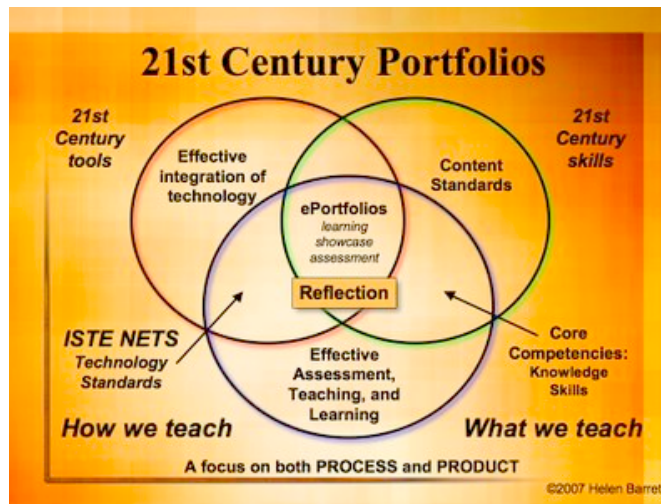 21st Century Portfolios
21st
Century
tools
21st
Century
skills
Effective
integration of
technology
Content
Standards
ePortfolios
learning
showcase
assessment
Reflection
ISTE NETS
Technology
Standards
Core
Competencies:
Knowledge
Skills
Effective
Assessment,
Teaching, and
Learning
How we teach
What we teach
A focus on both PROCESS and PRODUCT
©2007 Helen Barret